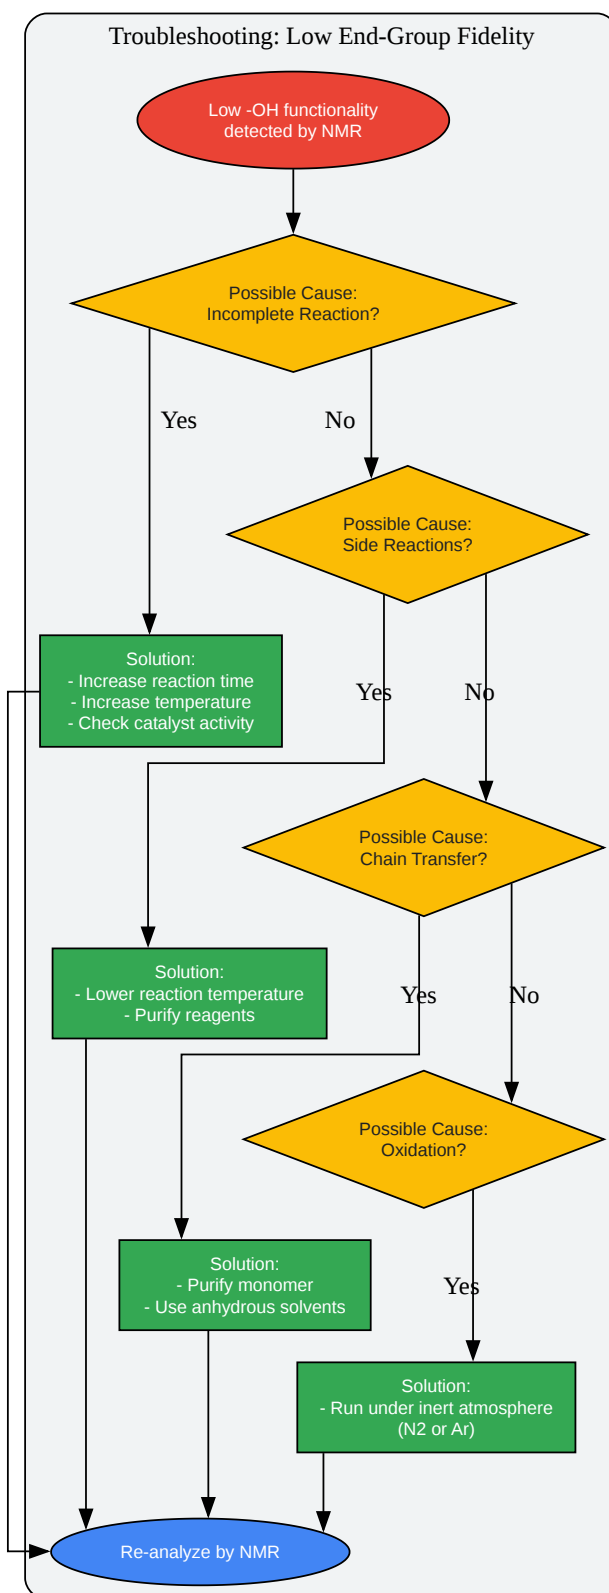 Troubleshooting: Low End-Group Fidelity
Low -OH functionality
detected by NMR
Possible Cause:
Incomplete Reaction?
Yes
No
Possible Cause:
Side Reactions?
Solution:
- Increase reaction time
- Increase temperature
- Check catalyst activity
Yes
No
Possible Cause:
Chain Transfer?
Solution:
- Lower reaction temperature
- Purify reagents
Yes
No
Possible Cause:
Oxidation?
Solution:
- Purify monomer
- Use anhydrous solvents
Yes
Solution:
- Run under inert atmosphere
(N2 or Ar)
Re-analyze by NMR